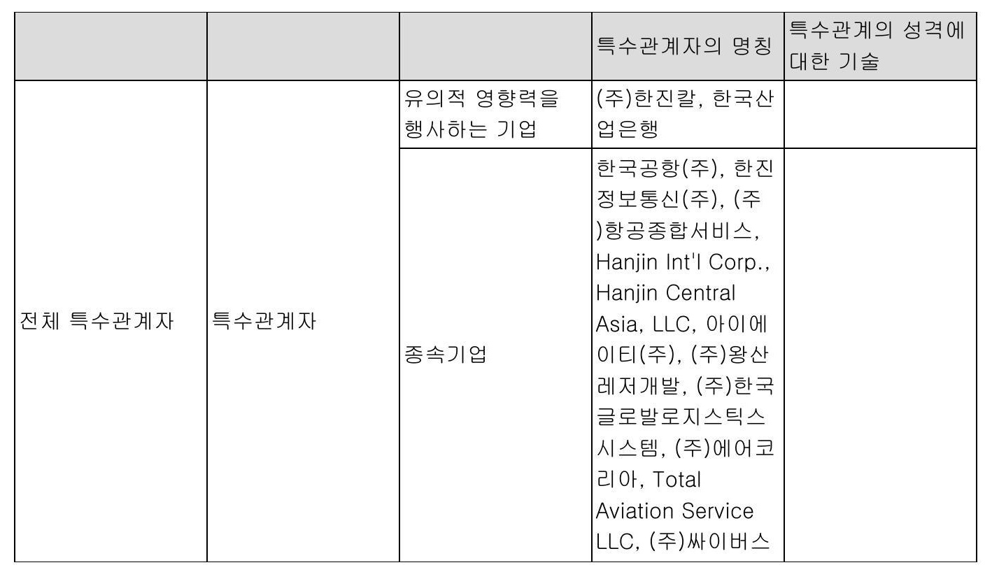 특수관계자의 명칭
특수관계의 성격에
대한 기술
전체 특수관계자
특수관계자
유의적 영향력을
행사하는 기업
(주)한진칼, 한국산
업은행
종속기업
한국공항(주), 한진
정보통신(주), (주
)항공종합서비스,
Hanjin Int'l Corp.,
Hanjin Central
Asia, LLC, 아이에
이티(주), (주)왕산
레저개발, (주)한국
글로발로지스틱스
시스템, (주)에어코
리아, Total
Aviation Service
LLC, (주)싸이버스